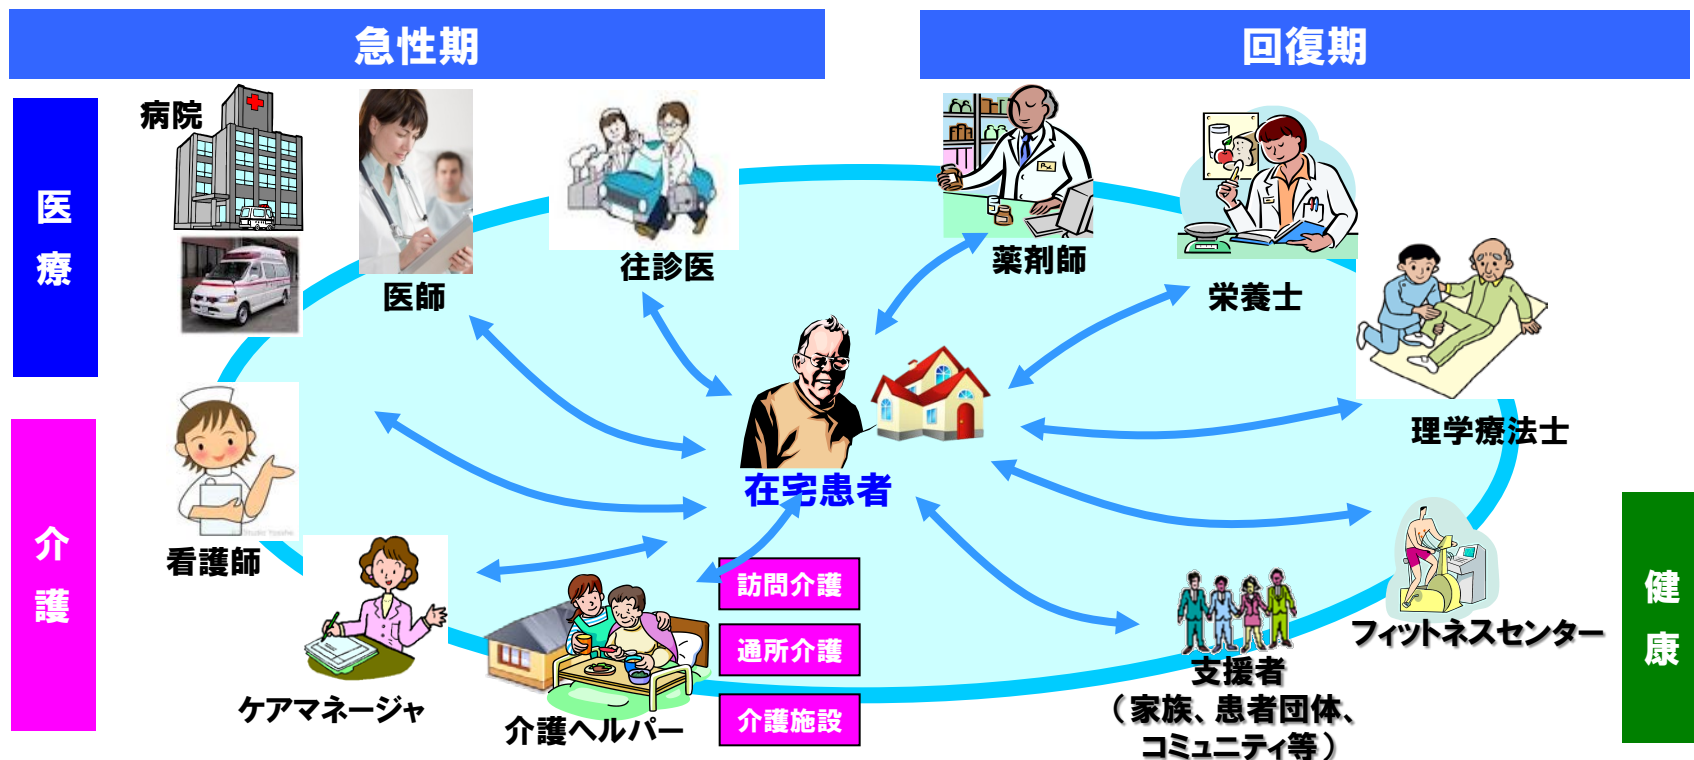 急性期
回復期
医療
病院
医師
往診医
薬剤師
栄養士
理学療法士
在宅患者
介護
看護師
ケアマネージャ
介護ヘルパー
訪問介護
通所介護
介護施設
支援者
（家族、患者団体、
コミュニティ等）
フィットネスセンター
健康